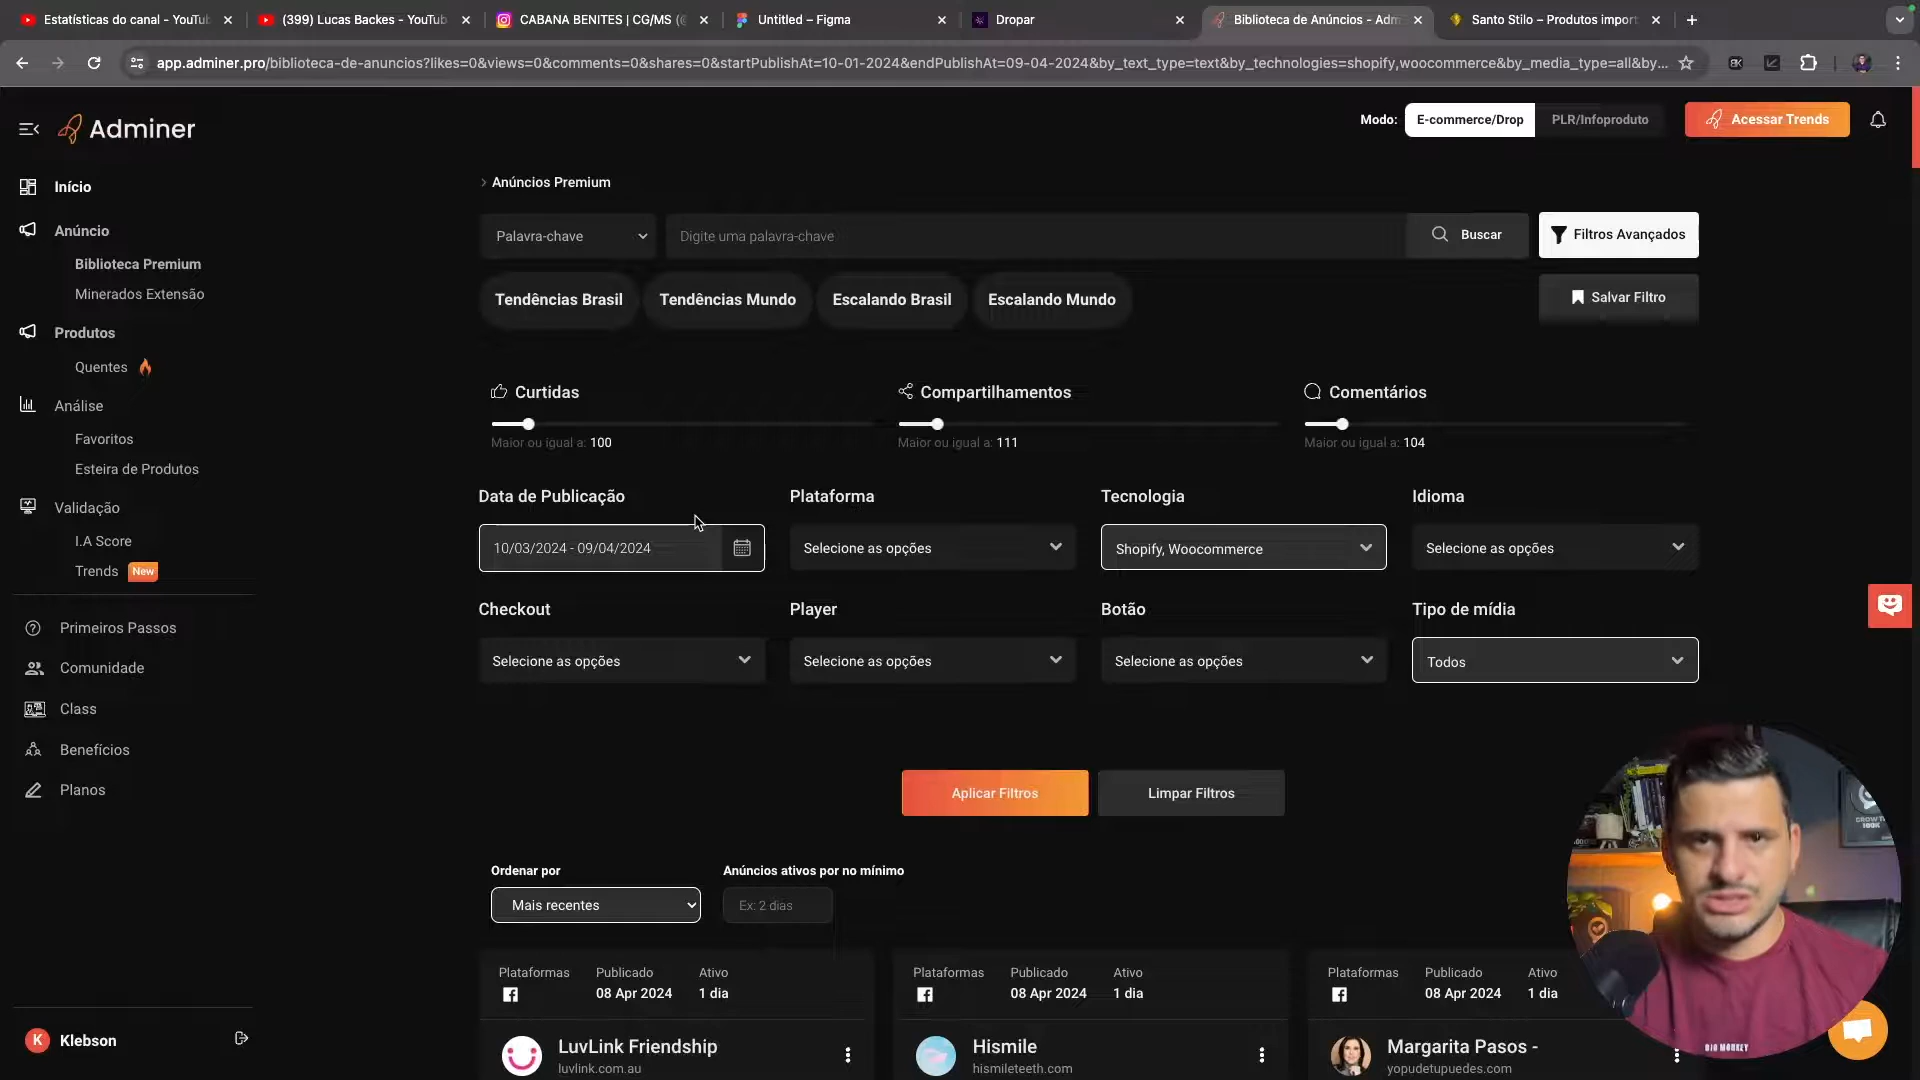 Estatísticas do canal - YouTu
(399) Lucas Backes - YouTub
CABANA BENITES | CG/MS (
Untitled – Figma
Dropar
Biblioteca de Anúncios - Adm
Santo Stilo – Produtos import
app.adminer.pro/biblioteca-de-anuncios?likes=0&views=0&comments=0&shares=0&startPublishAt=10-01-2024&endPublishAt=09-04-2024&by_text_type=text&by_technologies=shopify,woocommerce&by_media_type=all&by...
Adminer
Modo:
E-commerce/Drop
PLR/Infoproduto
Acessar Trends
Início
Anúncio
Biblioteca Premium
Minerados Extensão
Produtos
Quentes
Análise
Favoritos
Esteira de Produtos
Validação
I.A Score
Trends New
Primeiros Passos
Comunidade
Class
Benefícios
Planos
K Klebson
Anúncios Premium
Palavra-chave
Digite uma palavra-chave
Buscar
Filtros Avançados
Tendências Brasil
Tendências Mundo
Escalando Brasil
Escalando Mundo
Salvar Filtro
Curtidas
Compartilhamentos
Comentários
Maior ou igual a: 100
Maior ou igual a: 111
Maior ou igual a: 104
Data de Publicação
Plataforma
Tecnologia
Idioma
10/03/2024 - 09/04/2024
Selecione as opções
Shopify, Woocommerce
Selecione as opções
Checkout
Player
Botão
Tipo de mídia
Selecione as opções
Selecione as opções
Selecione as opções
Todos
Aplicar Filtros
Limpar Filtros
Ordenar por
Anúncios ativos por no mínimo
Mais recentes
Ex: 2 dias
Plataformas Publicado Ativo
08 Apr 2024 1 dia
LuvLink Friendship
luvlink.com.au
Plataformas Publicado Ativo
08 Apr 2024 1 dia
Hismile
hismileteeth.com
Plataformas Publicado Ativo
08 Apr 2024 1 dia
Margarita Pasos -
yopudetupuedes.com